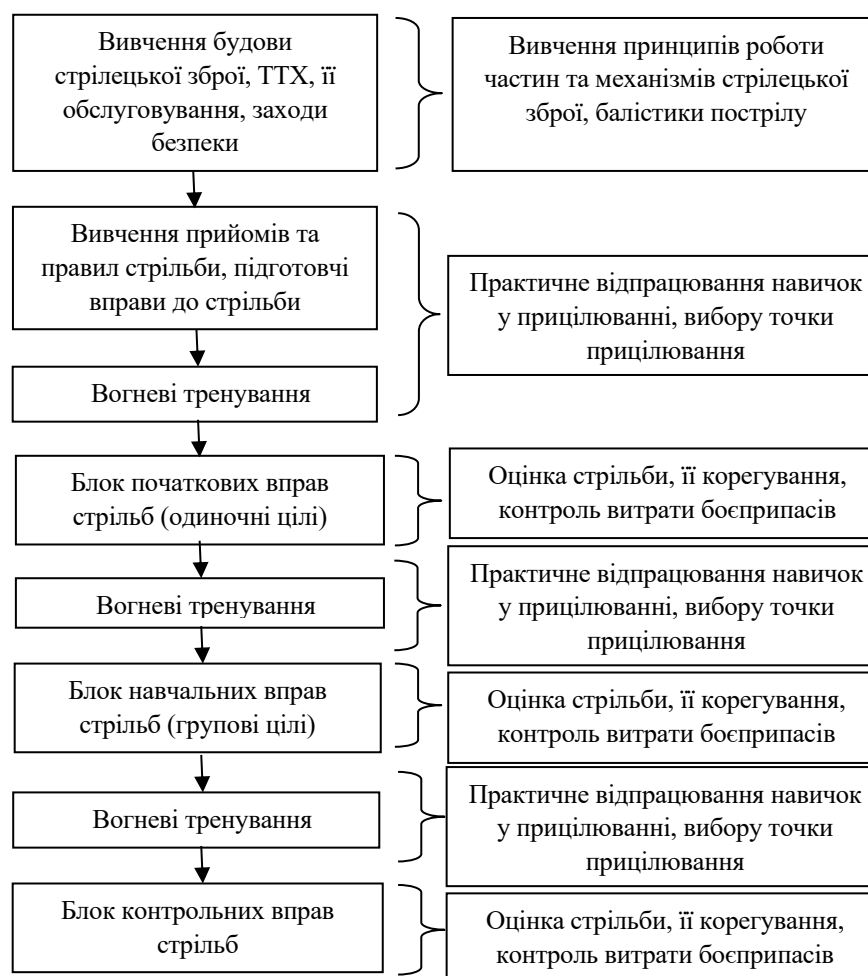 Вивчення будови
стрілецької зброї, ТТХ, її
обслуговування, заходи
безпеки
Вивчення принципів роботи
частин та механізмів стрілецької
зброї, балістики пострілу
Вивчення прийомів та
правил стрільби, підготовчі
вправи до стрільби
Практичне відпрацювання навичок
у прицілюванні, вибору точки
прицілювання
Вогневі тренування
Блок початкових вправ
стрільб (одиночні цілі)
Оцінка стрільби, її корегування,
контроль витрати боєприпасів
Вогневі тренування
Практичне відпрацювання навичок
у прицілюванні, вибору точки
прицілювання
Блок навчальних вправ
стрільб (групові цілі)
Оцінка стрільби, її корегування,
контроль витрати боєприпасів
Вогневі тренування
Практичне відпрацювання навичок
у прицілюванні, вибору точки
прицілювання
Блок контрольних вправ
стрільб
Оцінка стрільби, її корегування,
контроль витрати боєприпасів